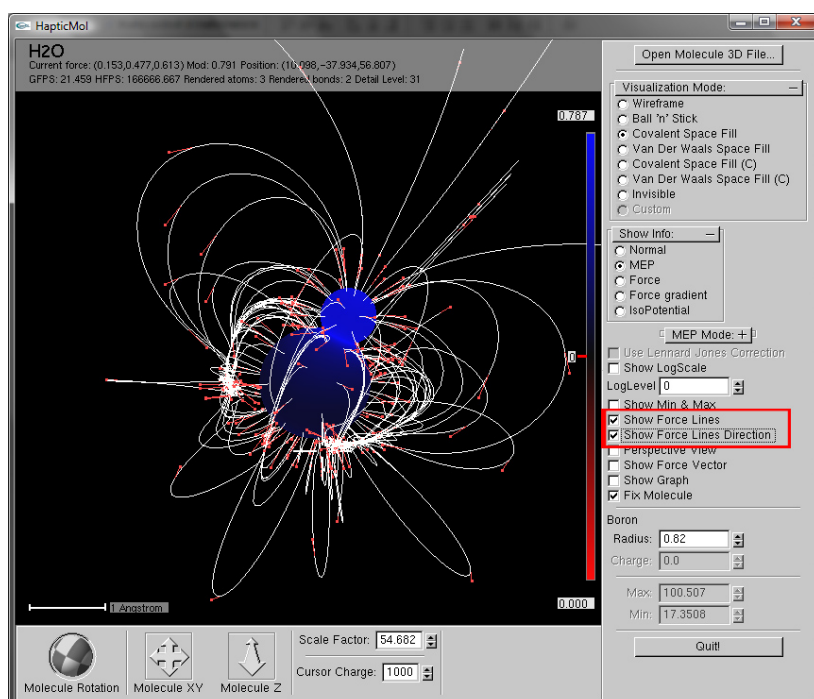 HapticMol
H2O
Current force: (0.153,0.477,0.613) Mod: 0.791 Position: (10.098,-37.934,56.807)
GFPS: 21.459 HFPS: 166666.667 Rendered atoms: 3 Rendered bonds: 2 Detail Level: 31
0.787
0
0.000
1 Angstrom
Open Molecule 3D File...
Visualization Mode:
Wireframe
Ball 'n' Stick
Covalent Space Fill
Van Der Waals Space Fill
Covalent Space Fill (C)
Van Der Waals Space Fill (C)
Invisible
Custom
Show Info:
Normal
MEP
Force
Force gradient
IsoPotential
MEP Mode: +
Use Lennard Jones Correction
Show LogScale
LogLevel 0
Show Min & Max
Show Force Lines
Show Force Lines Direction
Perspective View
Show Force Vector
Show Graph
Fix Molecule
Boron
Radius: 0.82
Charge: 0.0
Max: 100.507
Min: 17.3508
Quit!
Molecule Rotation
Molecule XY
Molecule Z
Scale Factor: 54.682
Cursor Charge: 1000